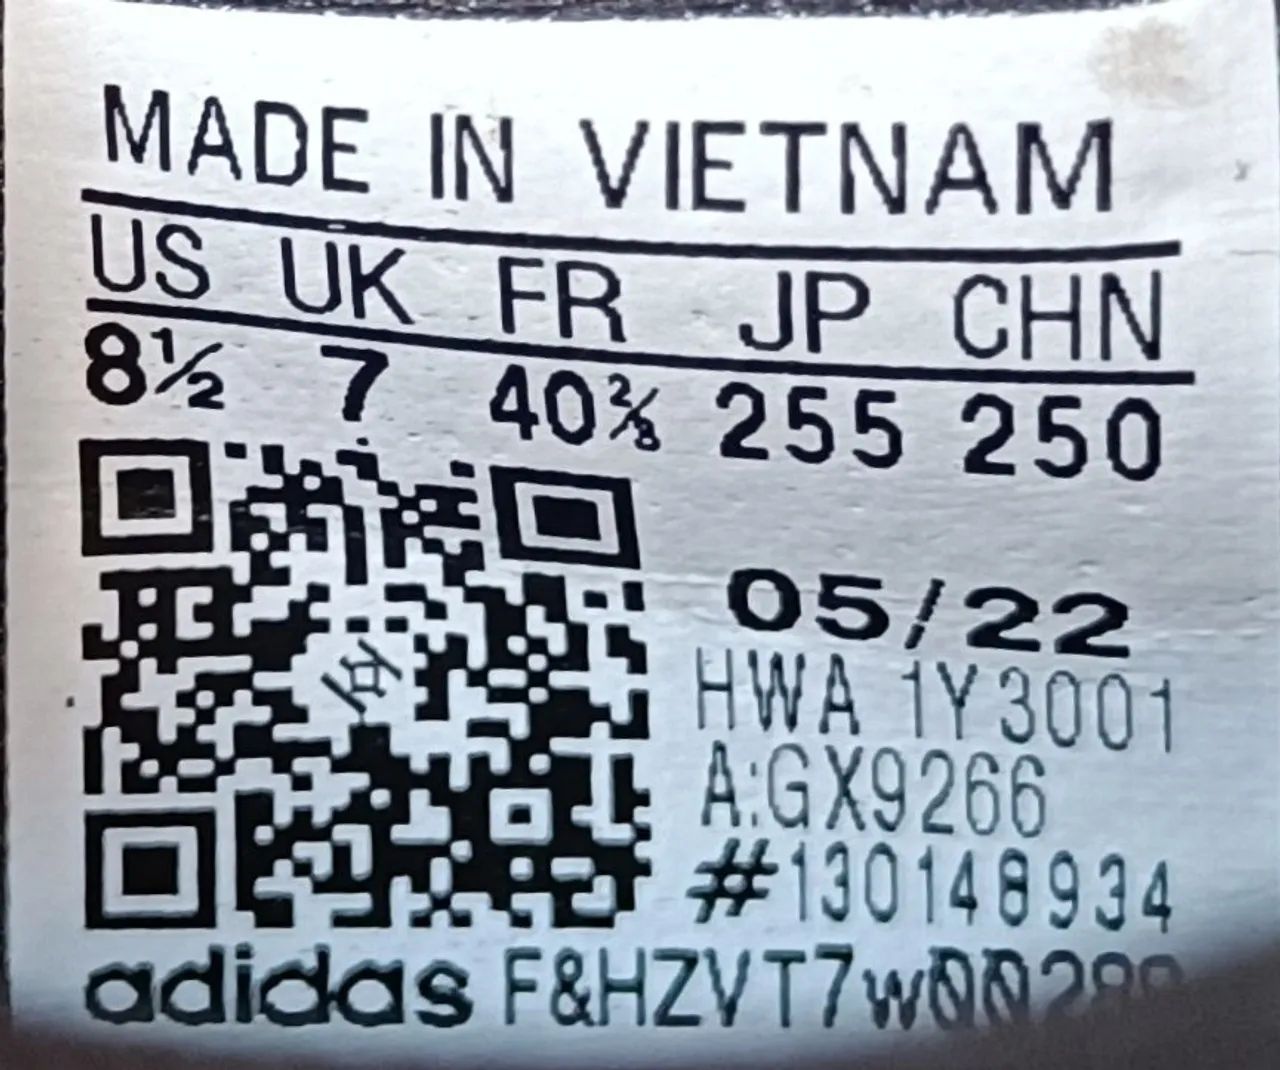 MADE IN VIETNAM
US UK FR JP CHN
8½ 7 40⅔ 255 250
05/22
HWA 1Y3001
A:GX9266
#130148934
adidas